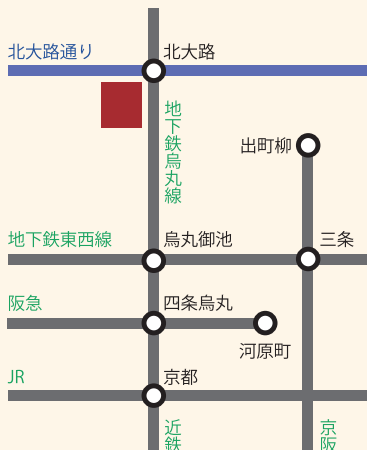 北大路通り
北大路
地下鉄烏丸線
出町柳
地下鉄東西線
烏丸御池
三条
阪急
四条烏丸
河原町
JR
京都
近鉄
京阪